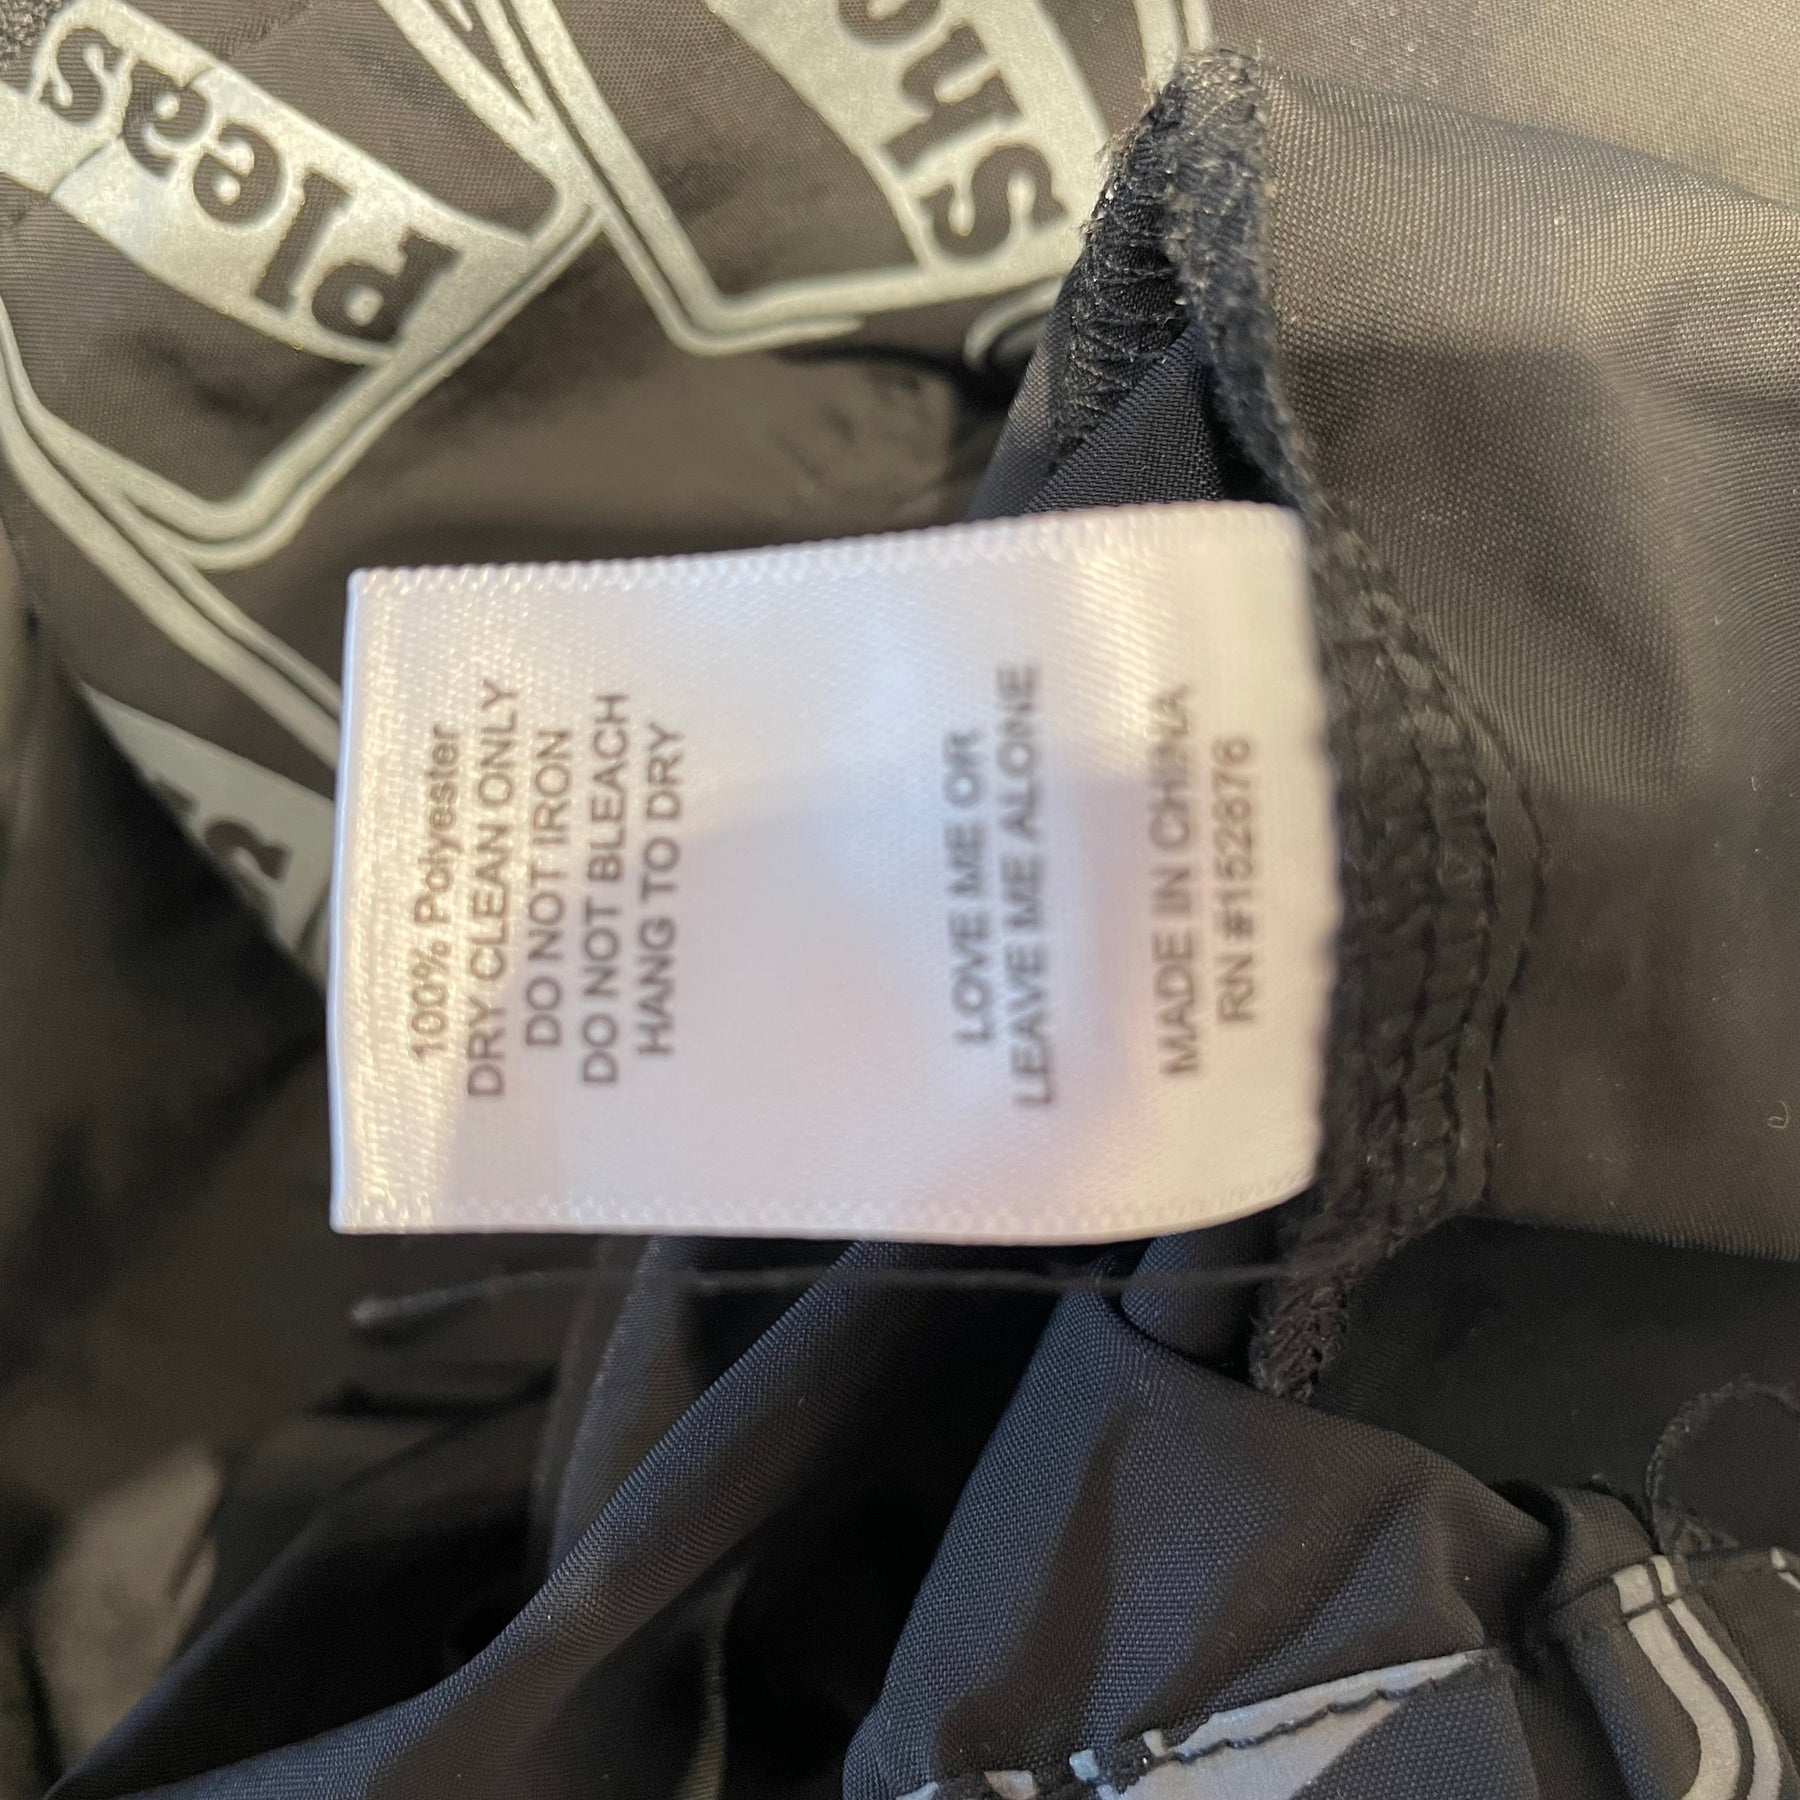 100% Polyester
DRY CLEAN ONLY
DO NOT IRON
DO NOT BLEACH
HANG TO DRY
LOVE ME OR
LEAVE ME ALONE
MADE IN CHINA
RN #152876
Pleas